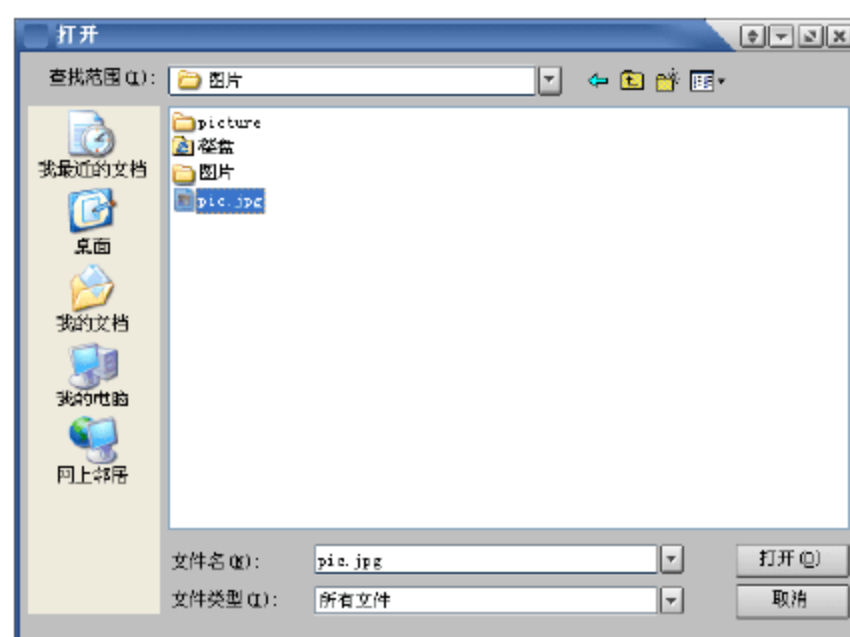 打开
查找范围(I):
图片
picture
图片
pic.jpg
我最近的文档
桌面
我的文档
我的电脑
网上邻居
文件名(N):
pic.jpg
打开(O)
文件类型(T):
所有文件
取消